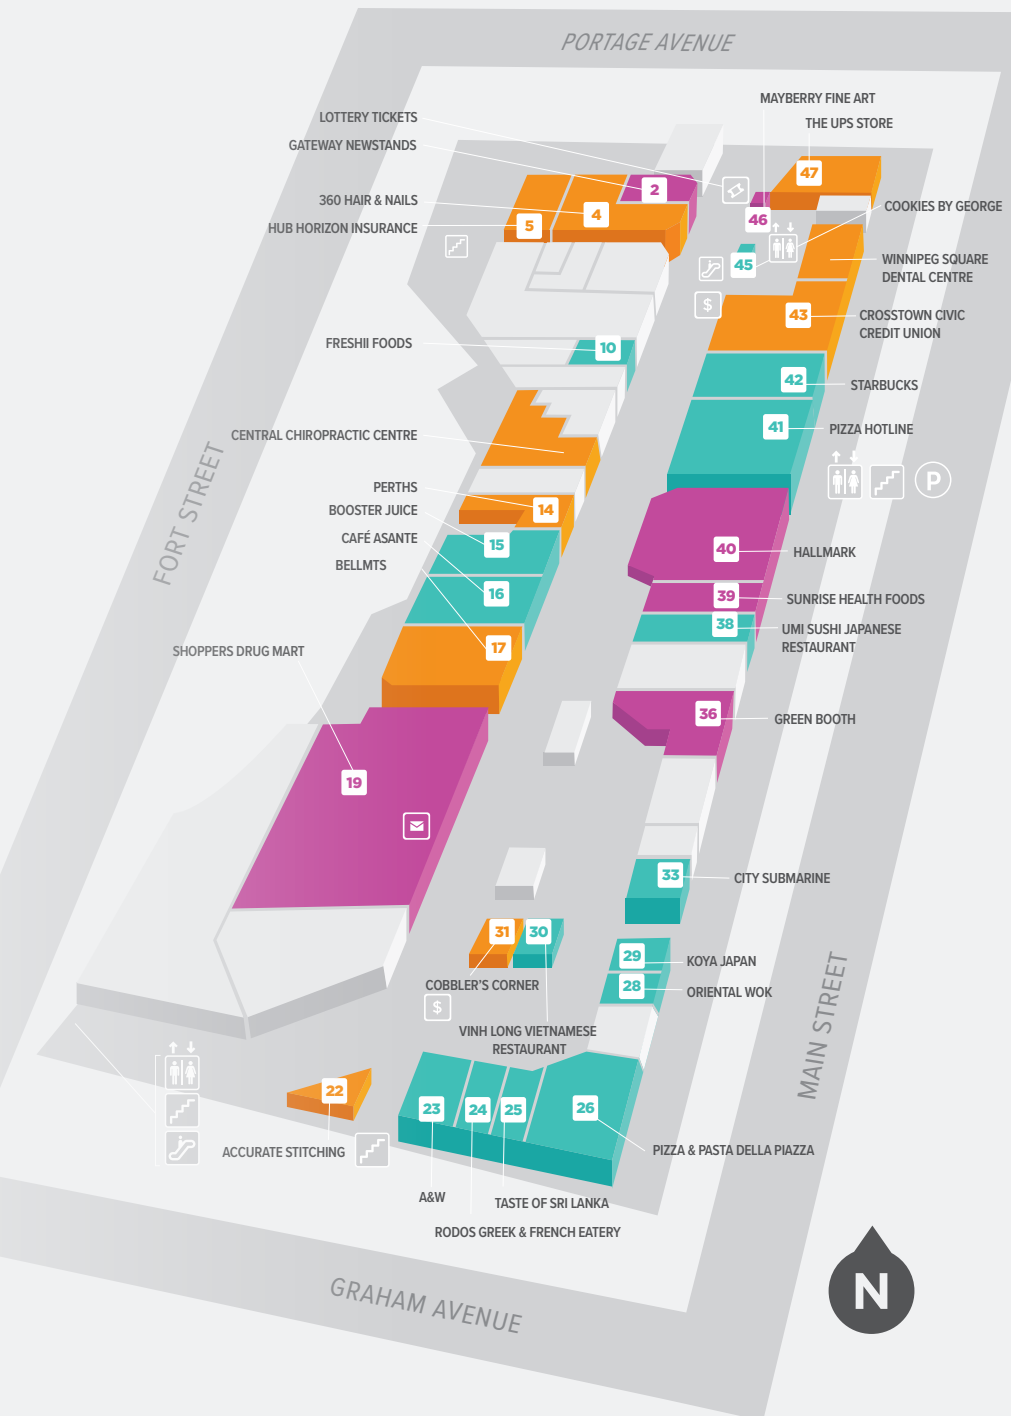 PORTAGE AVENUE
MAYBERRY FINE ART
LOTTERY TICKETS
THE UPS STORE
GATEWAY NEWSTANDS
47
2
360 HAIR & NAILS
COOKIES BY GEORGE
4
46
HUB HORIZON INSURANCE
5
WINNIPEG SQUARE
DENTAL CENTRE
45
$
43
CROSSTOWN CIVIC
CREDIT UNION
FRESHII FOODS
10
42
STARBUCKS
41
PIZZA HOTLINE
CENTRAL CHIROPRACTIC CENTRE
FORT STREET
P
PERTHS
14
BOOSTER JUICE
15
CAFÉ ASANTE
40
HALLMARK
BELLMTS
16
39
SUNRISE HEALTH FOODS
38
UMI SUSHI JAPANESE
RESTAURANT
17
SHOPPERS DRUG MART
36
GREEN BOOTH
19
33
CITY SUBMARINE
31
30
29
KOYA JAPAN
COBBLER'S CORNER
28
ORIENTAL WOK
$
VINH LONG VIETNAMESE
RESTAURANT
MAIN STREET
22
23
24
25
26
ACCURATE STITCHING
PIZZA & PASTA DELLA PIAZZA
A&W
TASTE OF SRI LANKA
RODOS GREEK & FRENCH EATERY
GRAHAM AVENUE
N